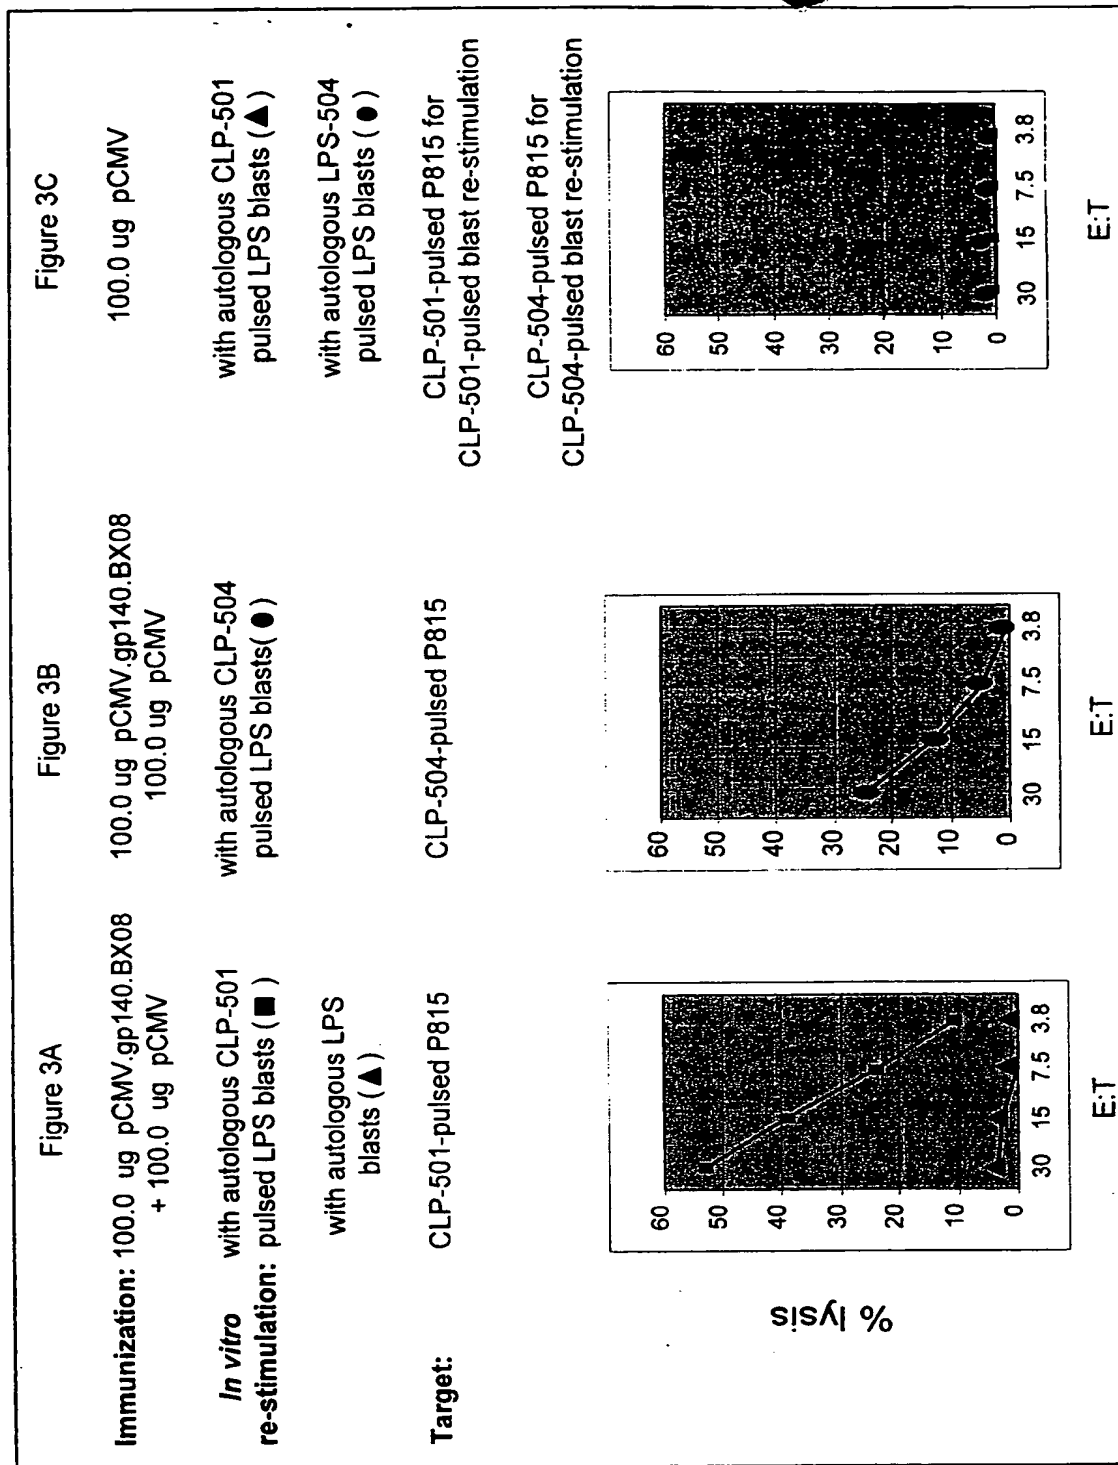 Figure 3A
Immunization: 100.0 ug pCMV.gp140.BX08
+ 100.0 ug pCMV
In vitro with autologous CLP-501
re-stimulation: pulsed LPS blasts (■)
with autologous LPS
blasts (▲)
Target: CLP-501-pulsed P815
% lysis
60
50
40
30
20
10
0
30 15 7.5 3.8
E:T
Figure 3B
100.0 ug pCMV.gp140.BX08
100.0 ug pCMV
with autologous CLP-504
pulsed LPS blasts(●)
CLP-504-pulsed P815
60
50
40
30
20
10
0
30 15 7.5 3.8
E:T
Figure 3C
100.0 ug pCMV
with autologous CLP-501
pulsed LPS blasts (▲)
with autologous LPS-504
pulsed LPS blasts (●)
CLP-501-pulsed P815 for
CLP-501-pulsed blast re-stimulation
CLP-504-pulsed P815 for
CLP-504-pulsed blast re-stimulation
60
50
40
30
20
10
0
30 15 7.5 3.8
E:T